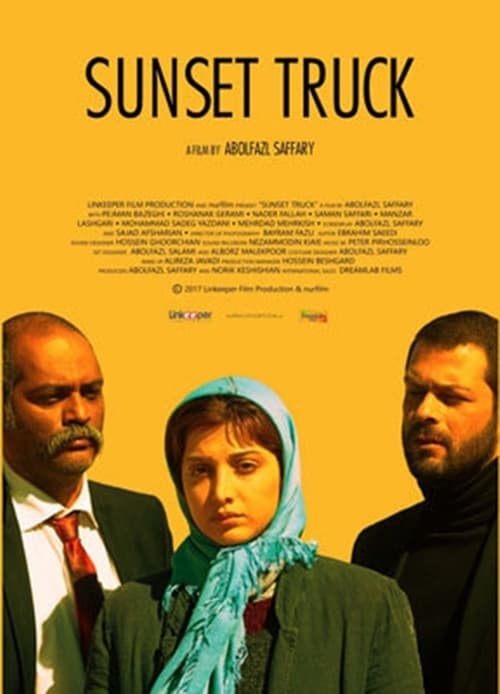 SUNSET TRUCK
A FILM BY ABOLFAZL SAFFARY
LINKEEPER FILM PRODUCTION AND nurfilm PRESENT "SUNSET TRUCK" A FILM BY ABOLFAZL SAFFARY
WITH PEJMAN BAZEGHI • ROSHANAK GERAMI • NADER FALLAH • SAMAN SAFFARI • MANZAR
LASHGARI • MOHAMMAD SADEG YAZDANI • MEHRDAD MEHRKISH • SCREENPLAY ABOLFAZL SAFFARY
AND SAJAD AFSHARIAN • DIRECTOR OF PHOTOGRAPHY BAYRAM FAZLI EDITOR EBRAHIM SAEEDI
SOUND DESIGNER HOSSEIN GHOORCHIAN SOUND RECORDER NEZAMMODIN KIAIE MUSIC BY PETER PIRHOSSEINLOO
SET DESIGNER ABOLFAZL SALAMI AND ALBORZ MALEKPOOR COSTUME DESIGNER ABOLFAZL SAFFARY
MAKE UP ALIREZA JAVADI PRODUCTION MANAGER HOSSEIN BESHGARD
PRODUCERS ABOLFAZL SAFFARY AND NORIK KESHISHIAN INTERNATIONAL SALES DREAMLAB FILMS
© 2017 Linkeeper Film Production & nurfilm
Linkeeper